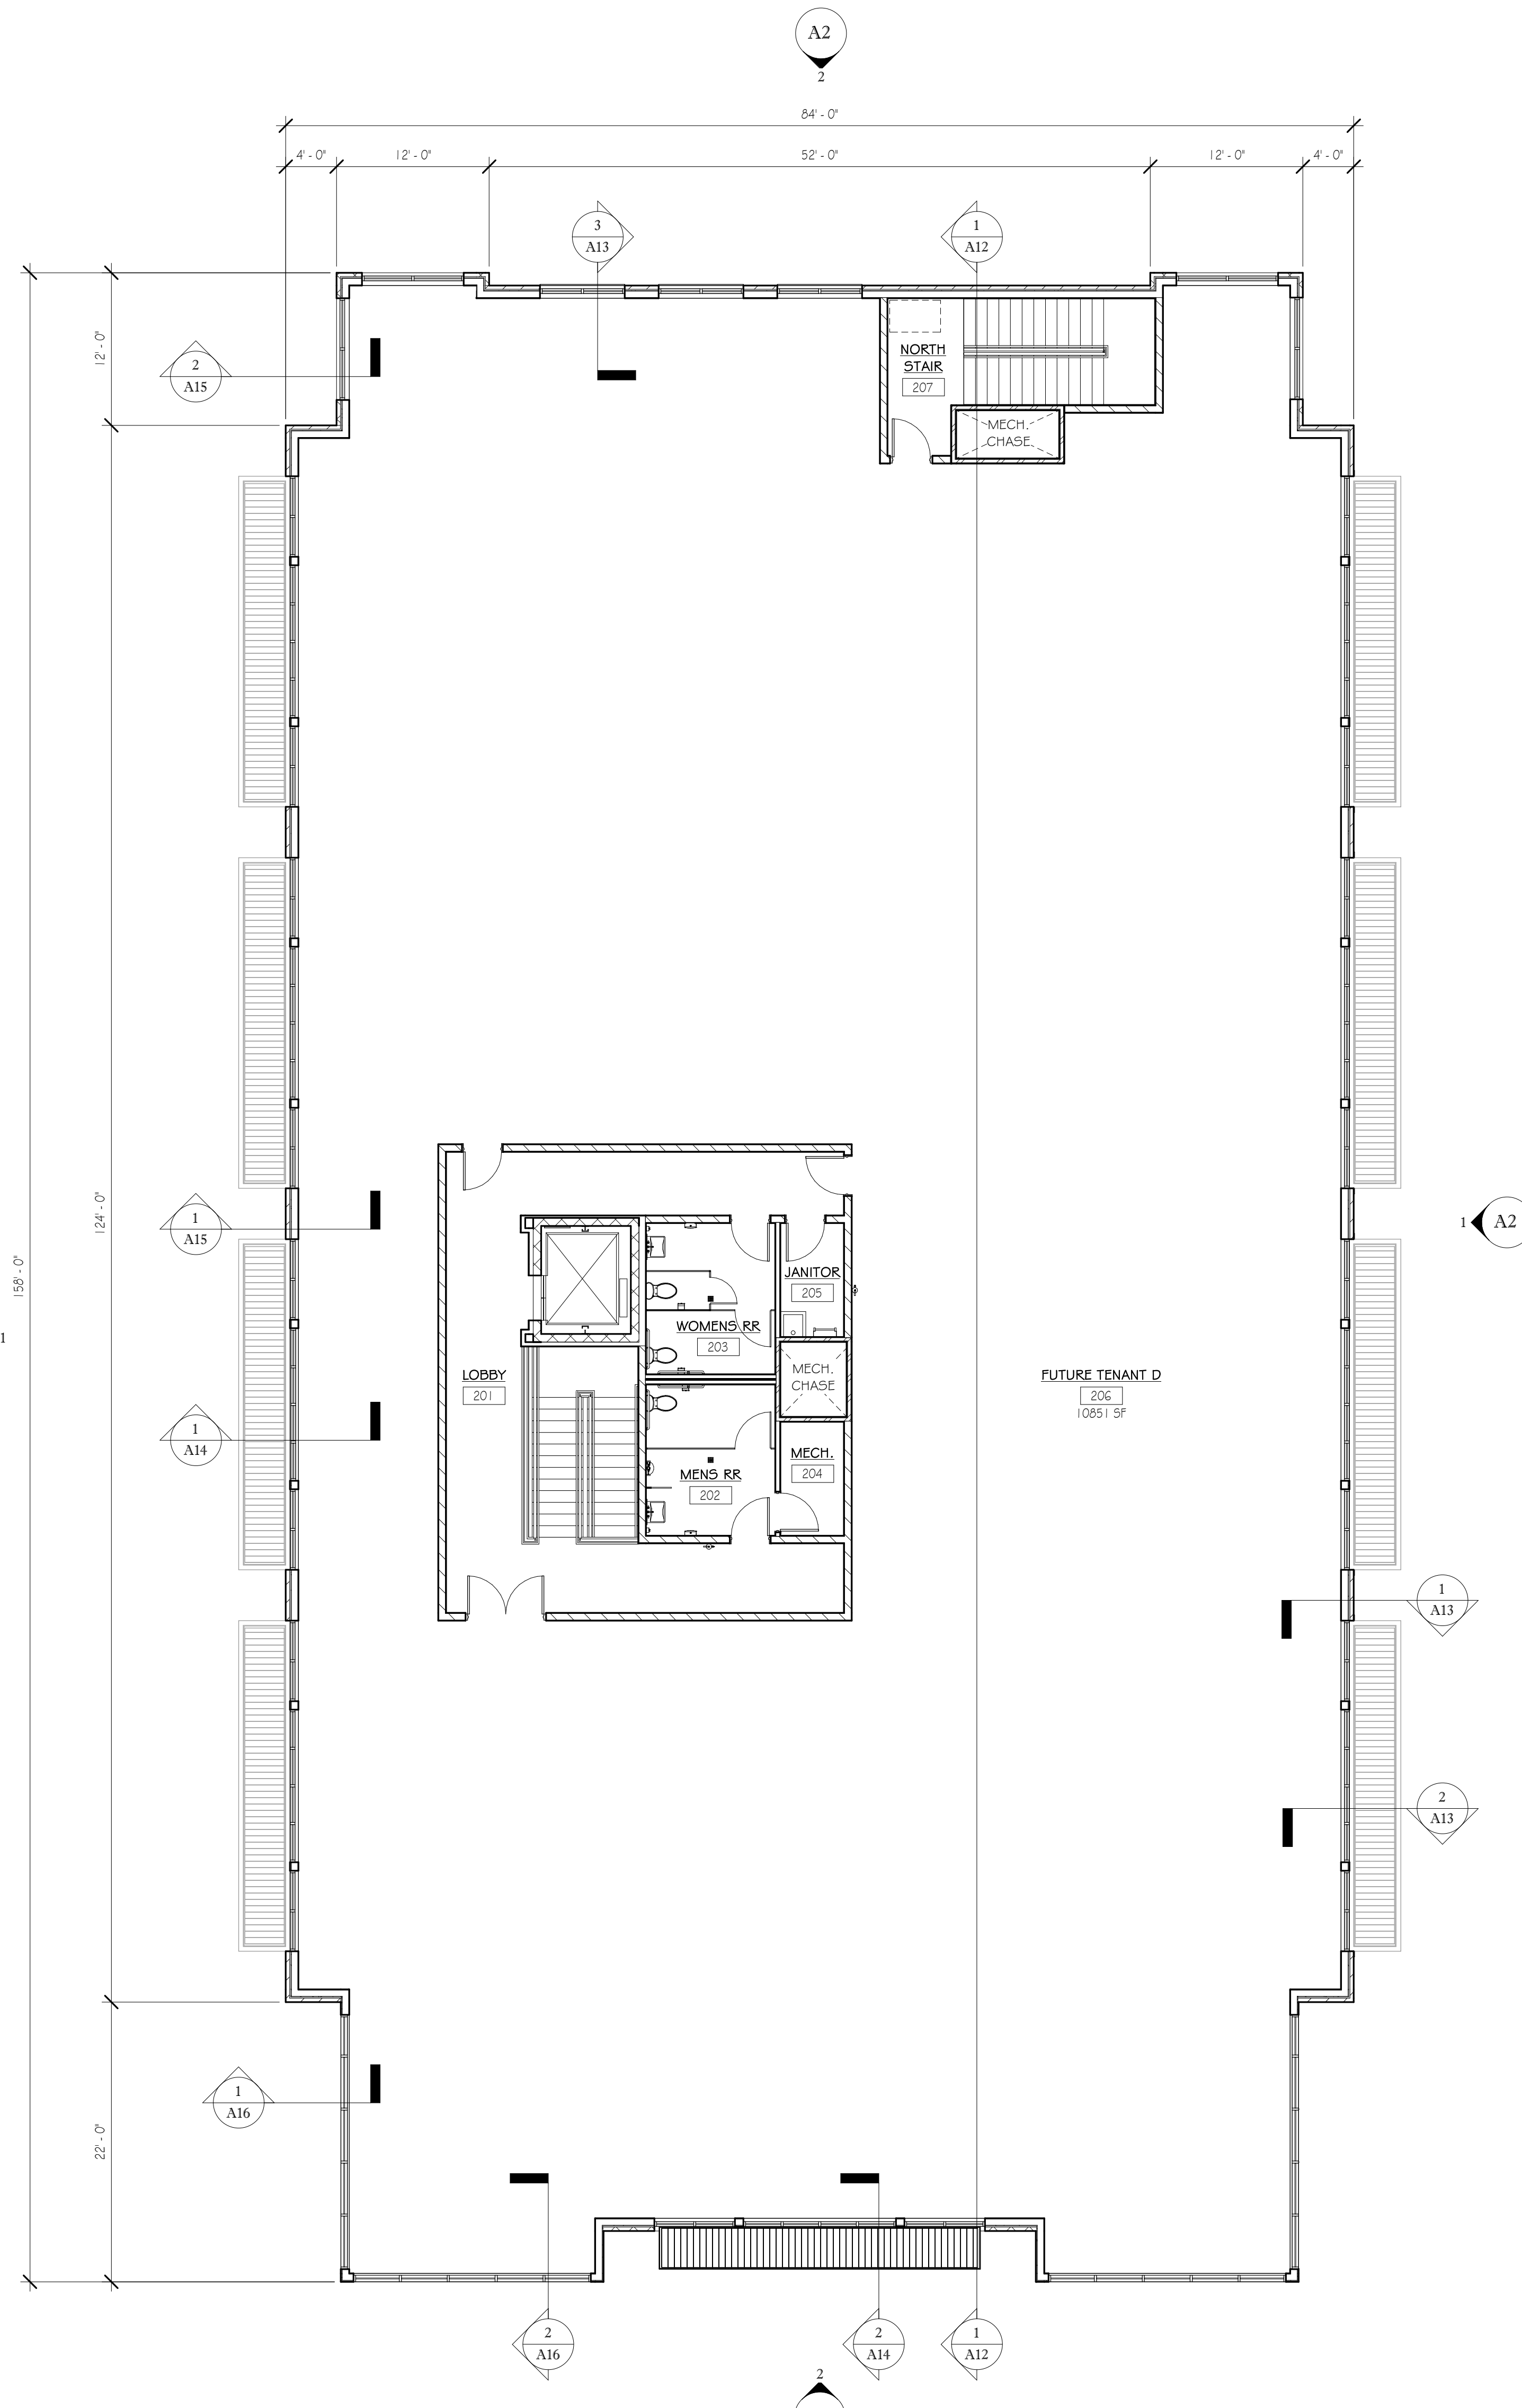 A2
2
84' - 0"
4' - 0"
12' - 0"
52' - 0"
12' - 0"
4' - 0"
3
A13
1
A12
12' - 0"
2
A15
NORTH
STAIR
207
MECH.
CHASE
124' - 0"
158' - 0"
1
A15
1
A2
1
JANITOR
205
WOMENS RR
203
LOBBY
201
MECH.
CHASE
FUTURE TENANT D
206
10851 SF
1
A14
MENS RR
202
MECH.
204
1
A13
2
A13
22' - 0"
1
A16
2
A16
2
A14
1
A12
2